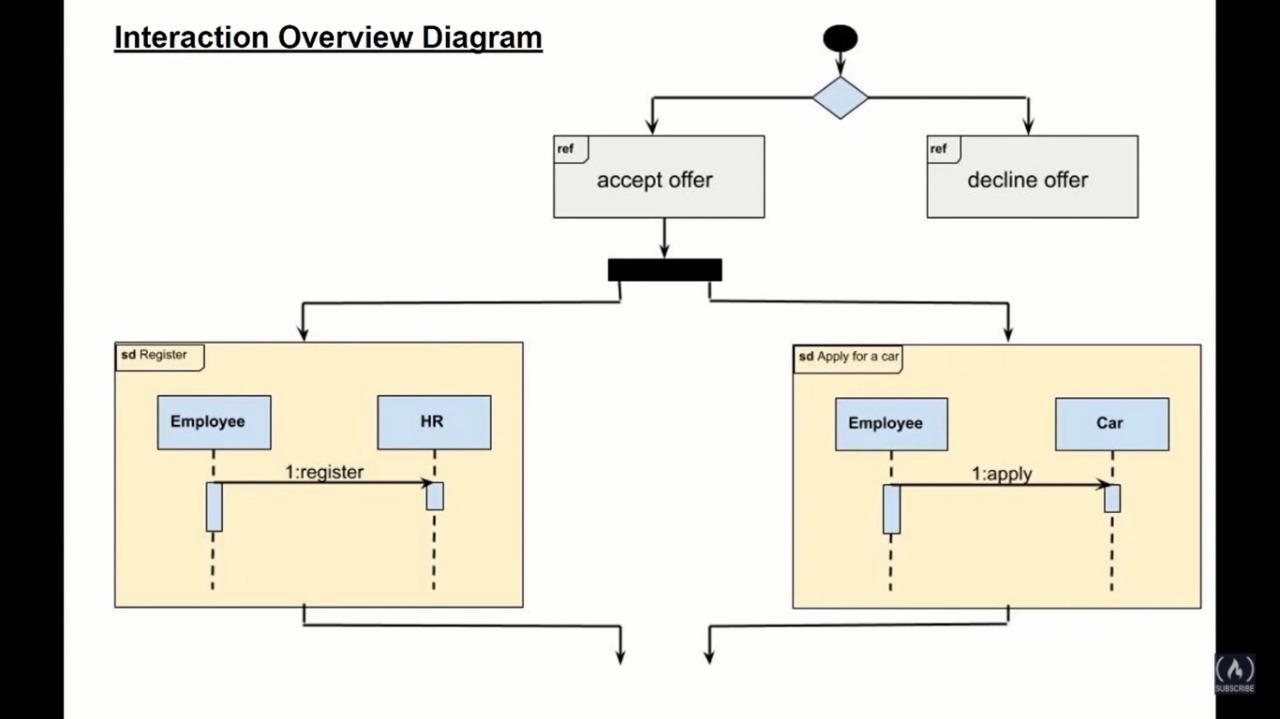 Interaction Overview Diagram
ref
accept offer
ref
decline offer
sd Register
Employee
HR
1:register
sd Apply for a car
Employee
Car
1:apply
SUBSCRIBE